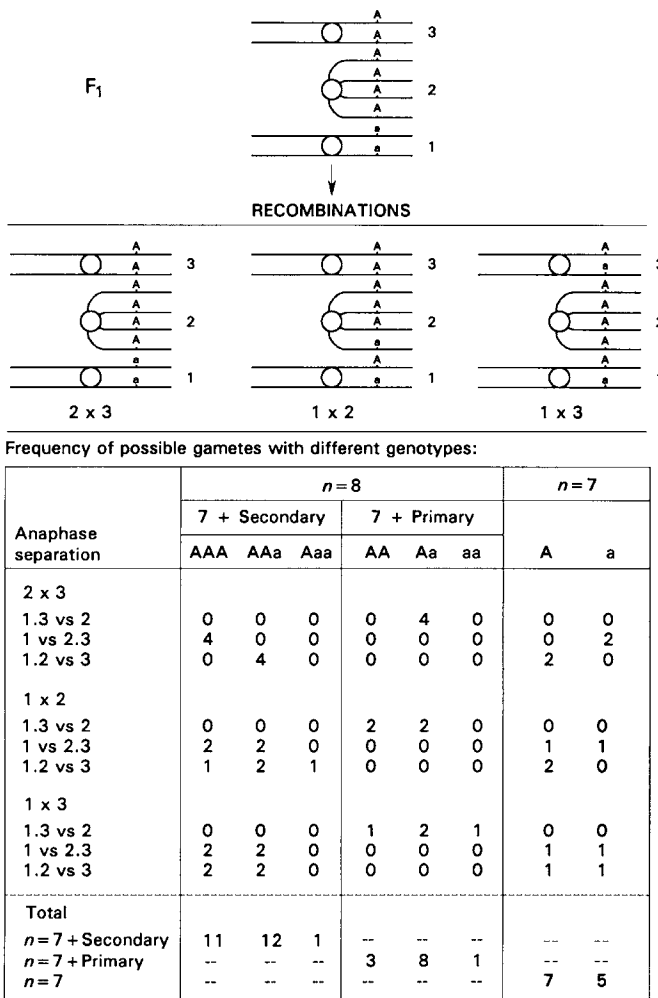 A
A 3
A
A
F₁ A 2
A
a
a 1
RECOMBINATIONS
A A A
A 3 A 3 a 3
A A A
A A A
A 2 A 2 A 2
A a A
a A A
a 1 a 1 a
2 x 3 1 x 2 1 x 3
Frequency of possible gametes with different genotypes:
n = 8 n = 7
7 + Secondary 7 + Primary
Anaphase
separation AAA AAa Aaa AA Aa aa A a
2 x 3
1.3 vs 2 0 0 0 0 4 0 0 0
1 vs 2.3 4 0 0 0 0 0 0 2
1.2 vs 3 0 4 0 0 0 0 2 0
1 x 2
1.3 vs 2 0 0 0 2 2 0 0 0
1 vs 2.3 2 2 0 0 0 0 1 1
1.2 vs 3 1 2 1 0 0 0 2 0
1 x 3
1.3 vs 2 0 0 0 1 2 1 0 0
1 vs 2.3 2 2 0 0 0 0 1 1
1.2 vs 3 2 2 0 0 0 0 1 1
Total
n = 7 + Secondary 11 12 1 -- -- -- -- --
n = 7 + Primary -- -- -- 3 8 1 -- --
n = 7 -- -- -- -- -- -- 7 5